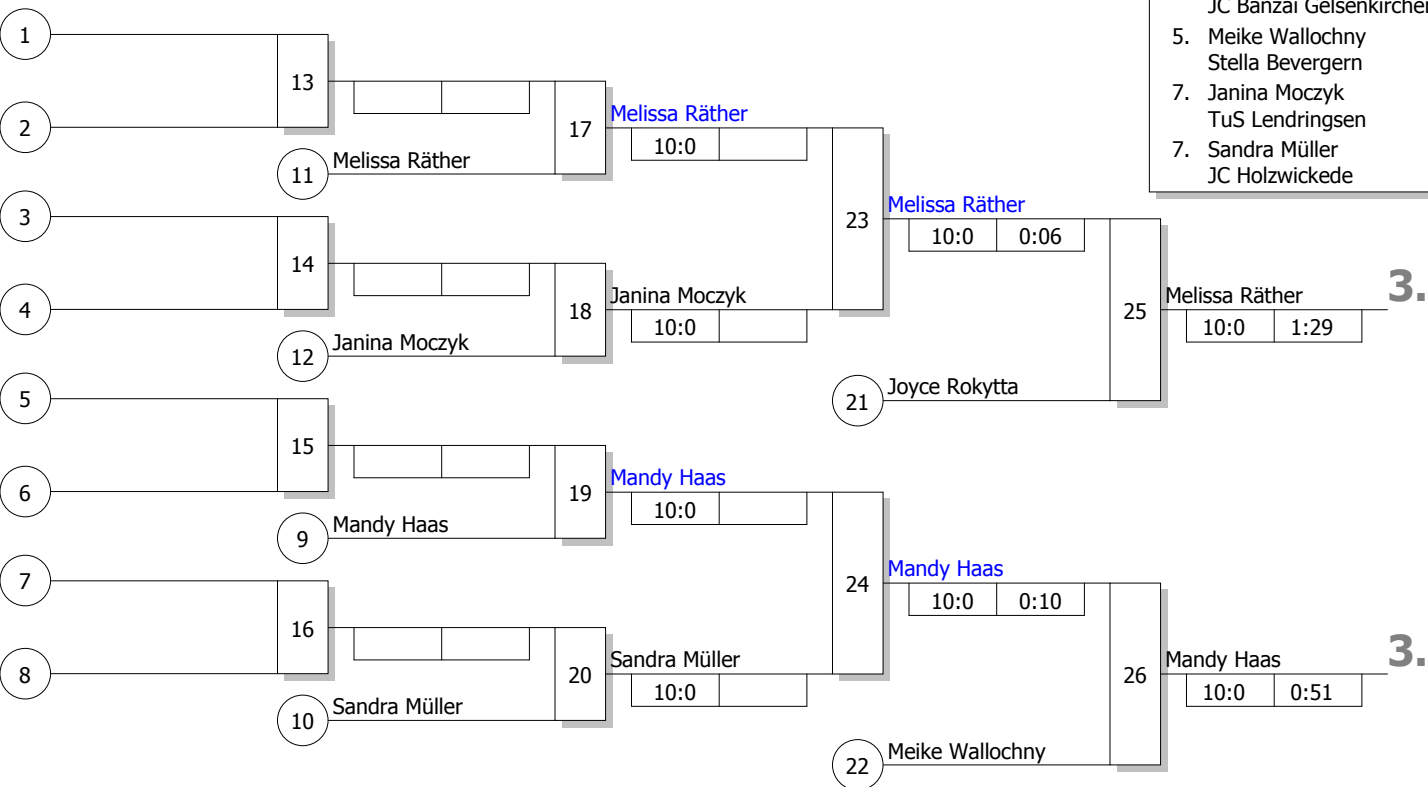 JC Banzai Gelsenkirchen
5. Meike Wallochny
Stella Bevergern
7. Janina Moczyk
TuS Lendringsen
7. Sandra Müller
JC Holzwickede
1
13
2
17
Melissa Räther
10:0
11
Melissa Räther
3
23
Melissa Räther
10:0 0:06
14
4
18
Janina Moczyk
10:0
12
Janina Moczyk
25
Melissa Räther
3.
10:0 1:29
5
21
Joyce Rokytta
15
6
19
Mandy Haas
10:0
9
Mandy Haas
7
24
Mandy Haas
10:0 0:10
16
8
20
Sandra Müller
10:0
10
Sandra Müller
26
Mandy Haas
3.
10:0 0:51
22
Meike Wallochny